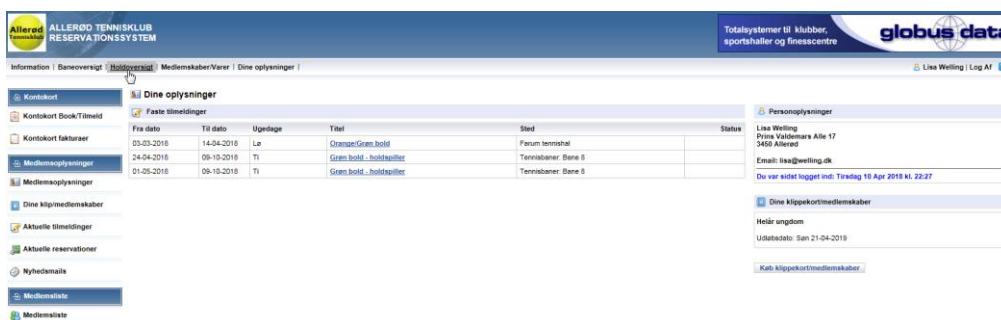 Allerød Tennisklub
ALLERØD TENNISKLUB
RESERVATIONSSYSTEM
Totalsystemer til klubber,
sportshaller og finesscentre
globus data
Information | Baneoversigt | Holdoversigt | Medlemskaber/Varer | Dine oplysninger |
Lisa Welling | Log Af
Kontokort
Kontokort Book/Tilmeld
Kontokort fakturaer
Medlemsoplysninger
Medlemsoplysninger
Dine klip/medlemskaber
Aktuelle tilmeldinger
Aktuelle reservationer
Nyhedsmails
Medlemsliste
Medlemsliste
Dine oplysninger
Faste tilmeldinger
Fra dato Til dato Ugedage Titel Sted Status
03-03-2018 14-04-2018 Lø Orange/Grøn bold Farum tennishal
24-04-2018 09-10-2018 Ti Grøn bold - holdspiller Tennisbaner: Bane 8
01-05-2018 09-10-2018 Ti Grøn bold - holdspiller Tennisbaner: Bane 8
Personoplysninger
Lisa Welling
Prins Valdemars Alle 17
3450 Allerød
Email: lisa@welling.dk
Du var sidst logget ind: Tirsdag 10 Apr 2018 kl. 22:27
Dine klippekort/medlemskaber
Helår ungdom
Udløbsdato: Søn 21-04-2019
Køb klippekort/medlemskaber